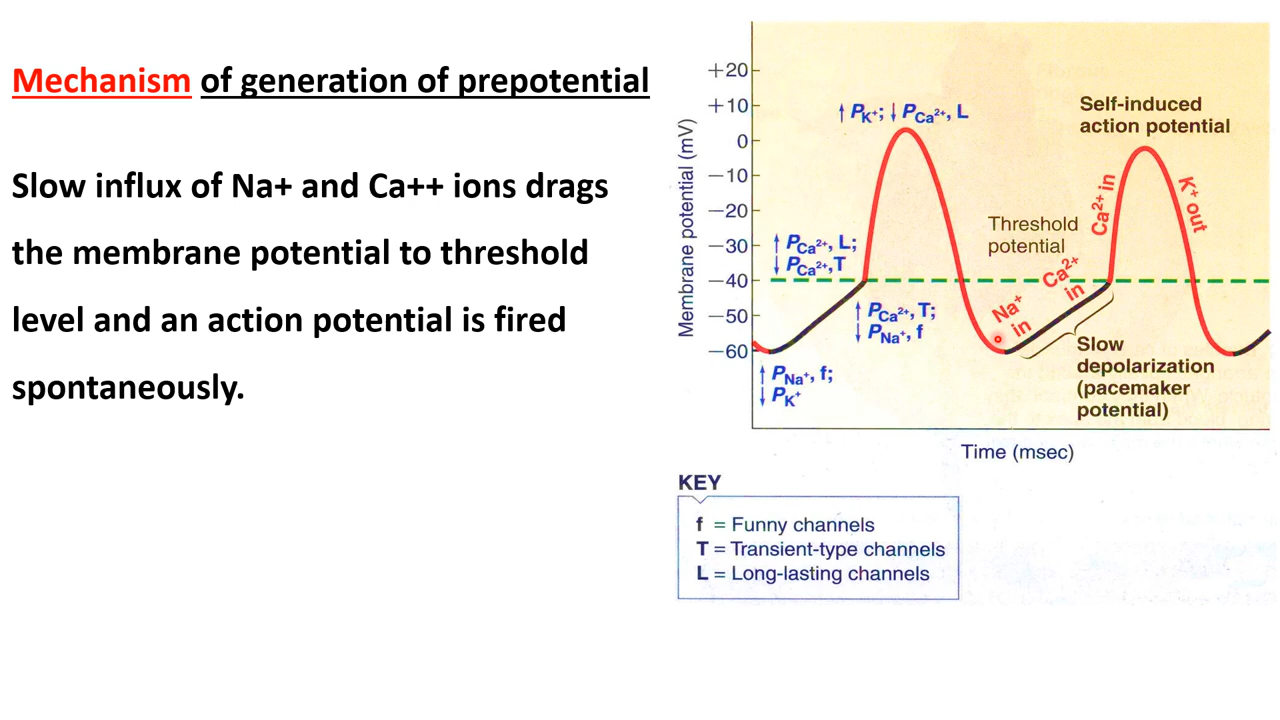 Mechanism of generation of prepotential
Slow influx of Na+ and Ca++ ions drags
the membrane potential to threshold
level and an action potential is fired
spontaneously.
Membrane potential (mV)
+20
+10
0
−10
−20
−30
−40
−50
−60
↑ PK+; ↓ PCa2+, L
Self-induced
action potential
Ca2+ in
K+ out
Threshold
potential
↑ PCa2+, L;
↓ PCa2+,T
Na+
in
Ca2+
in
↑ PCa2+, T;
↓ PNa+, f
↑ PNa+, f;
↓ PK+
Slow
depolarization
(pacemaker
potential)
Time (msec)
KEY
f = Funny channels
T = Transient-type channels
L = Long-lasting channels